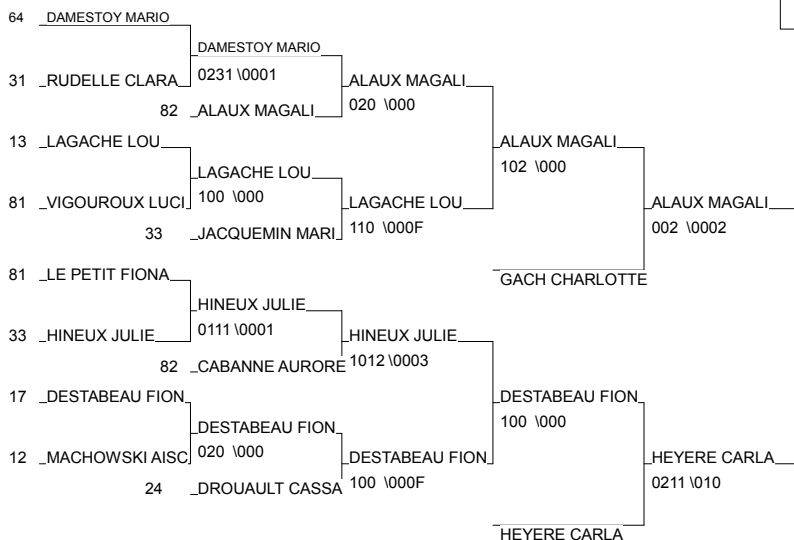 64 DAMESTOY MARIO
DAMESTOY MARIO
31 RUDELLE CLARA 0231 \0001 ALAUX MAGALI
82 ALAUX MAGALI 020 \000
13 LAGACHE LOU ALAUX MAGALI
LAGACHE LOU 102 \000
81 VIGOUROUX LUCI 100 \000 LAGACHE LOU ALAUX MAGALI
33 JACQUEMIN MARI 110 \000F 002 \0002
81 LE PETIT FIONA GACH CHARLOTTE
HINEUX JULIE
33 HINEUX JULIE 0111 \0001 HINEUX JULIE
82 CABANNE AURORE 1012 \0003
17 DESTABEAU FION DESTABEAU FION
DESTABEAU FION 100 \000
12 MACHOWSKI AISC 020 \000 DESTABEAU FION HEYERE CARLA
24 DROUAULT CASSA 100 \000F 0211 \010
HEYERE CARLA